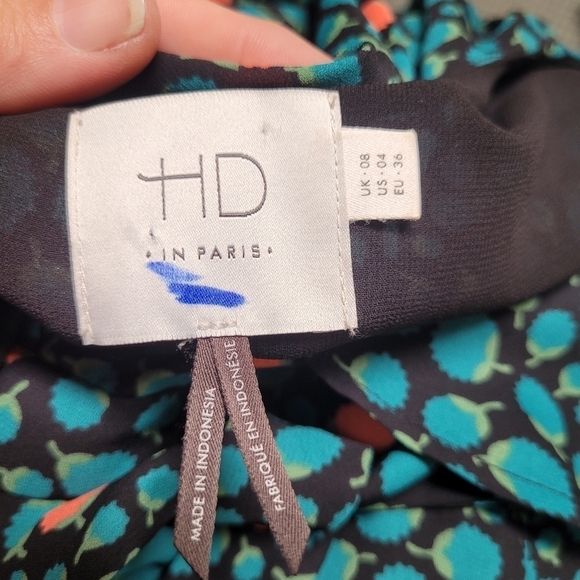 HD
• IN PARIS •
UK • 08
US • 04
EU • 36
MADE IN INDONESIA
FABRIQUE EN INDONESIE